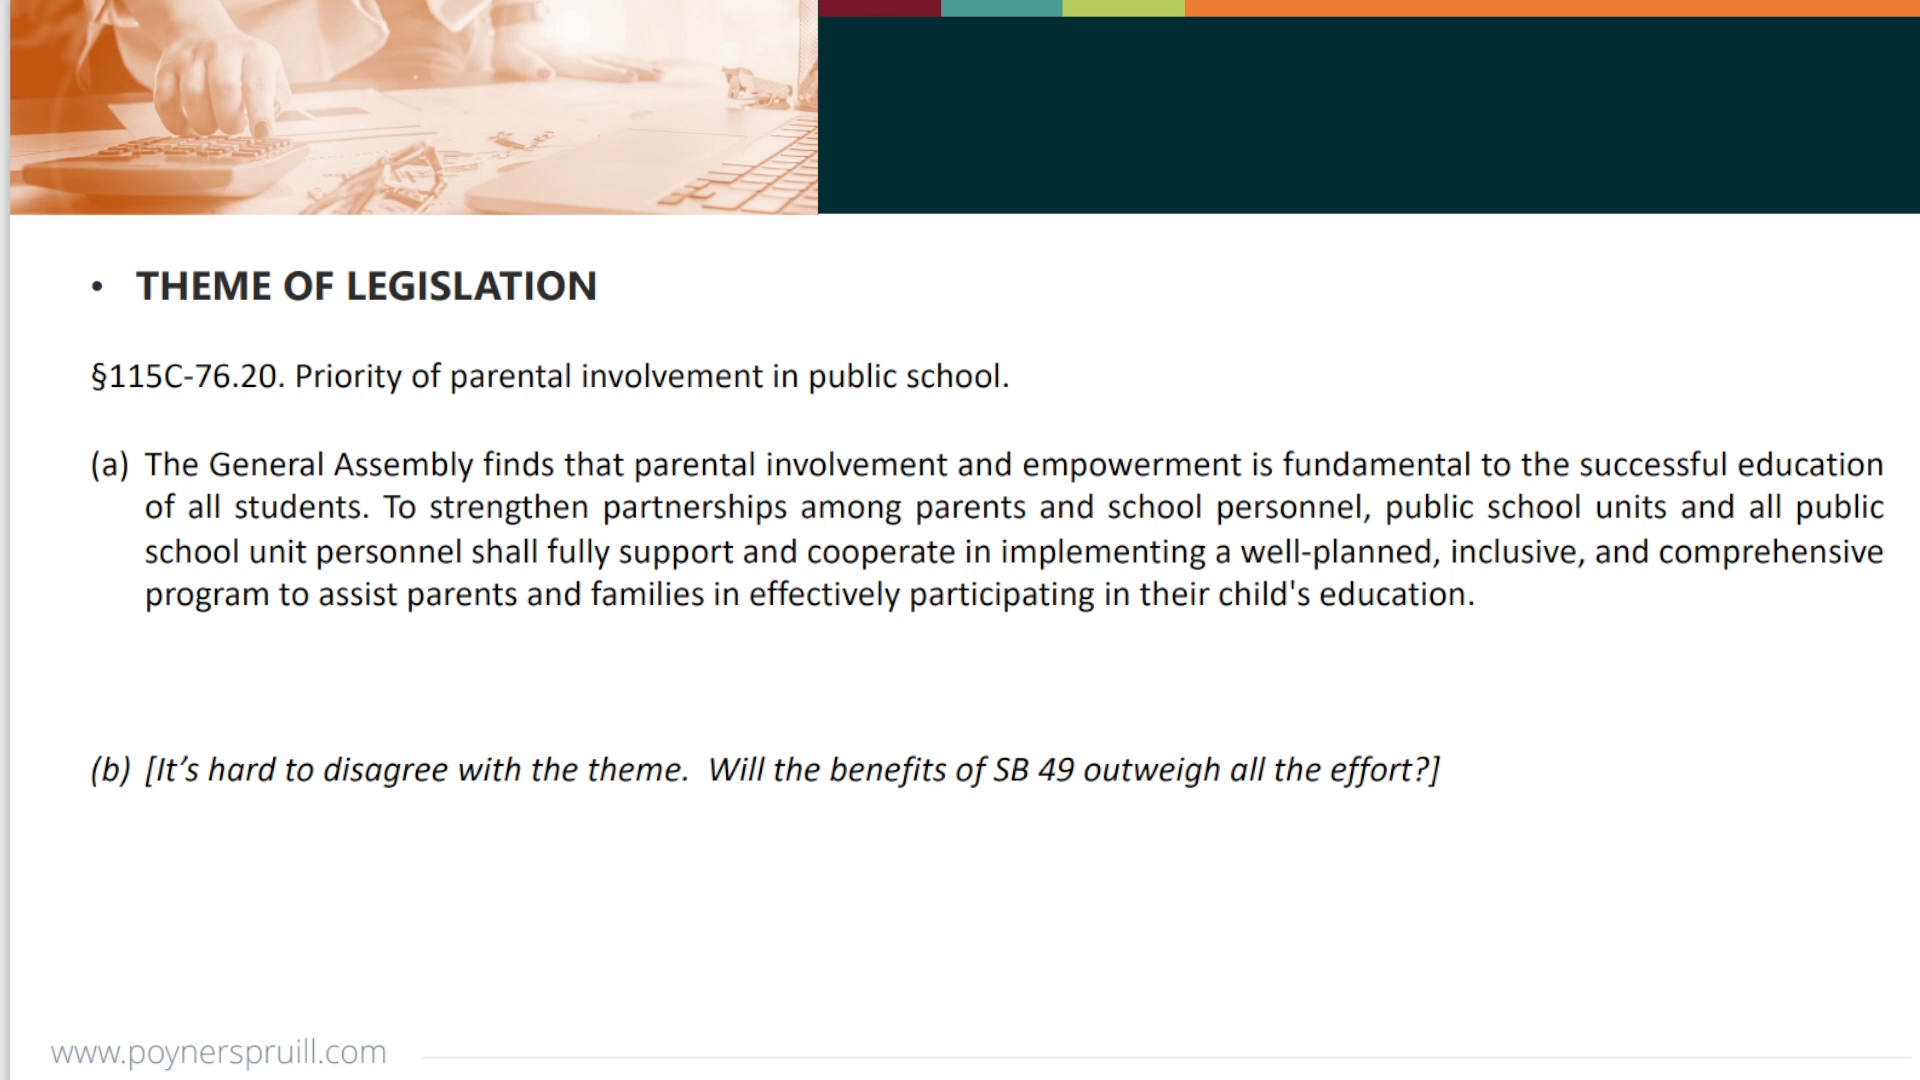 • THEME OF LEGISLATION
§115C-76.20. Priority of parental involvement in public school.
(a) The General Assembly finds that parental involvement and empowerment is fundamental to the successful education
of all students. To strengthen partnerships among parents and school personnel, public school units and all public
school unit personnel shall fully support and cooperate in implementing a well-planned, inclusive, and comprehensive
program to assist parents and families in effectively participating in their child's education.
(b) [It’s hard to disagree with the theme.  Will the benefits of SB 49 outweigh all the effort?]
www.poynerspruill.com